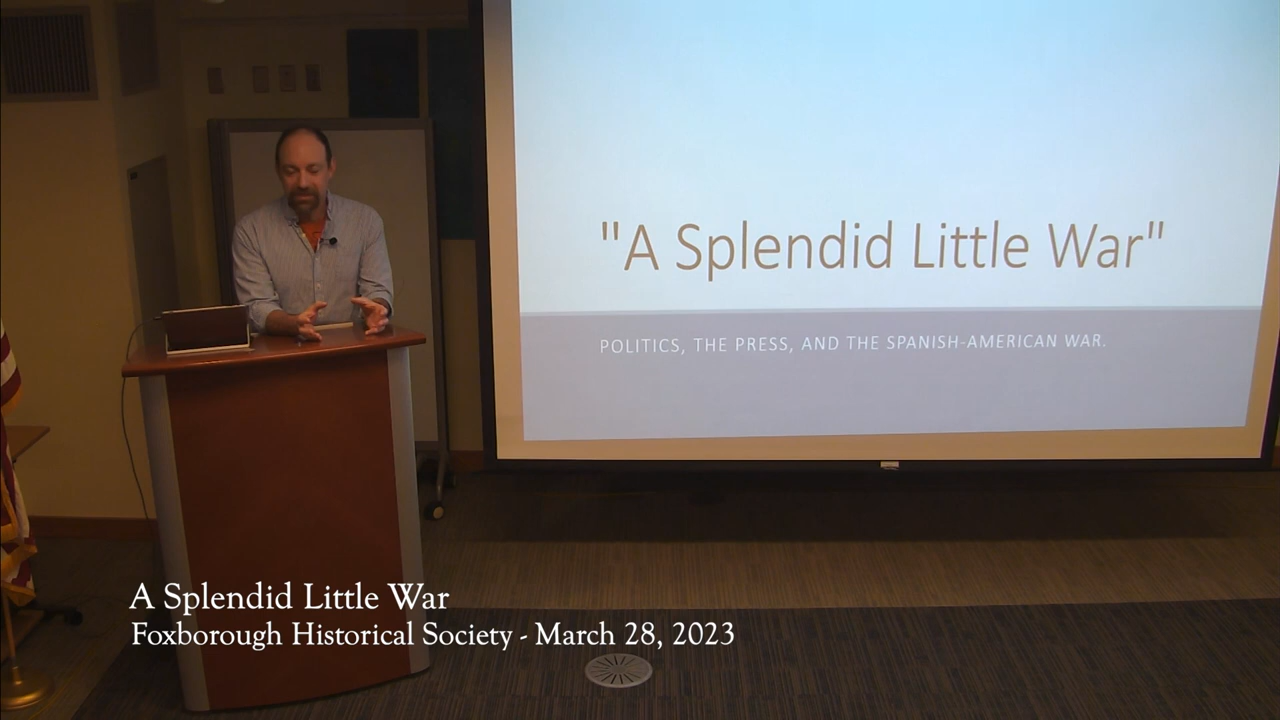 "A Splendid Little War"
POLITICS, THE PRESS, AND THE SPANISH-AMERICAN WAR.
A Splendid Little War
Foxborough Historical Society - March 28, 2023